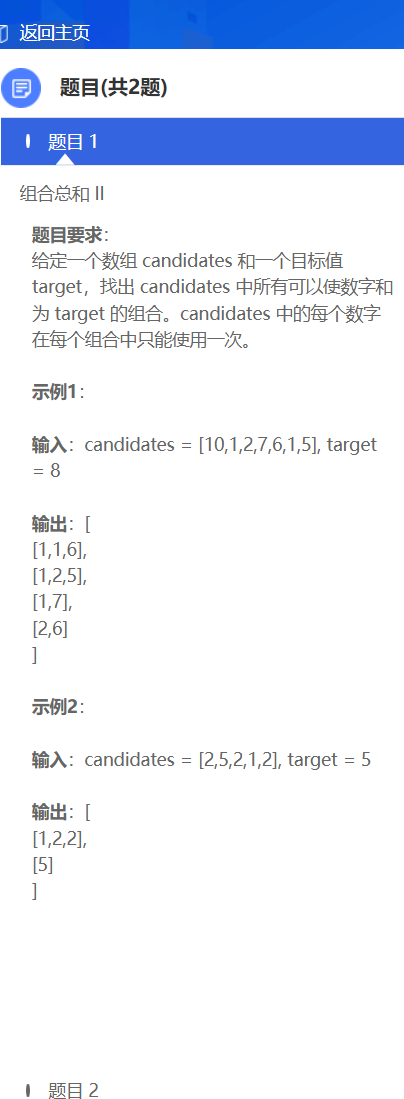 返回主页
题目(共2题)
题目 1
组合总和 II
题目要求：
给定一个数组 candidates 和一个目标值
target，找出 candidates 中所有可以使数字和
为 target 的组合。candidates 中的每个数字
在每个组合中只能使用一次。
示例1：
输入：candidates = [10,1,2,7,6,1,5], target
= 8
输出：[
[1,1,6],
[1,2,5],
[1,7],
[2,6]
]
示例2：
输入：candidates = [2,5,2,1,2], target = 5
输出：[
[1,2,2],
[5]
]
题目 2